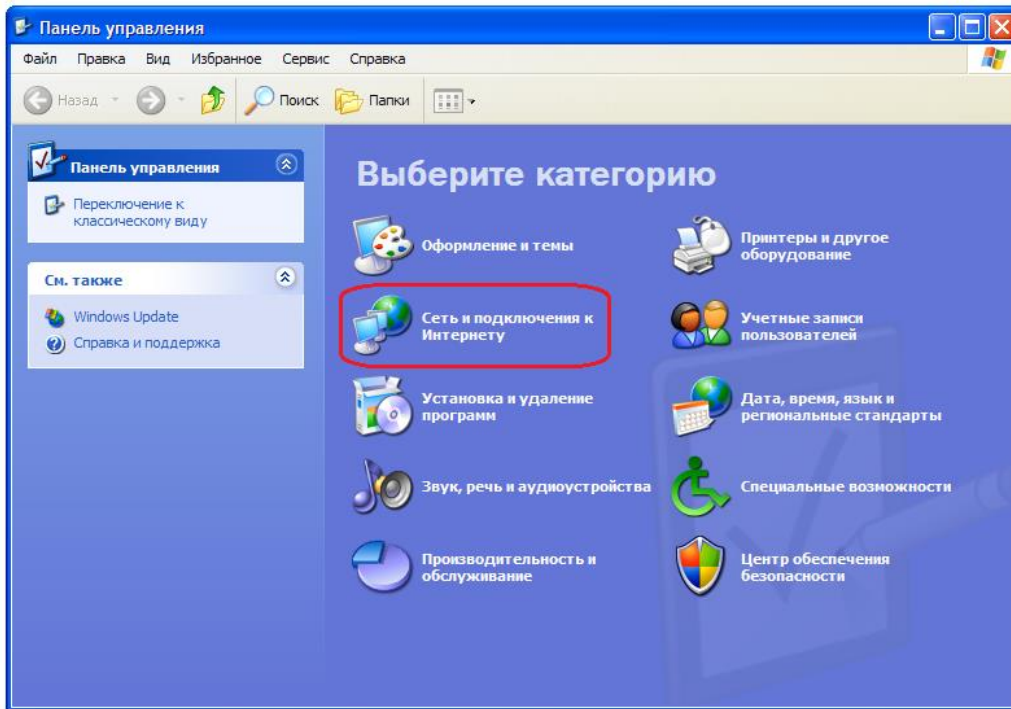 Панель управления
Файл Правка Вид Избранное Сервис Справка
Назад Поиск Папки
Панель управления
Переключение к
классическому виду
См. также
Windows Update
Справка и поддержка
Выберите категорию
Оформление и темы
Принтеры и другое
оборудование
Сеть и подключения к
Интернету
Учетные записи
пользователей
Установка и удаление
программ
Дата, время, язык и
региональные стандарты
Звук, речь и аудиоустройства
Специальные возможности
Производительность и
обслуживание
Центр обеспечения
безопасности